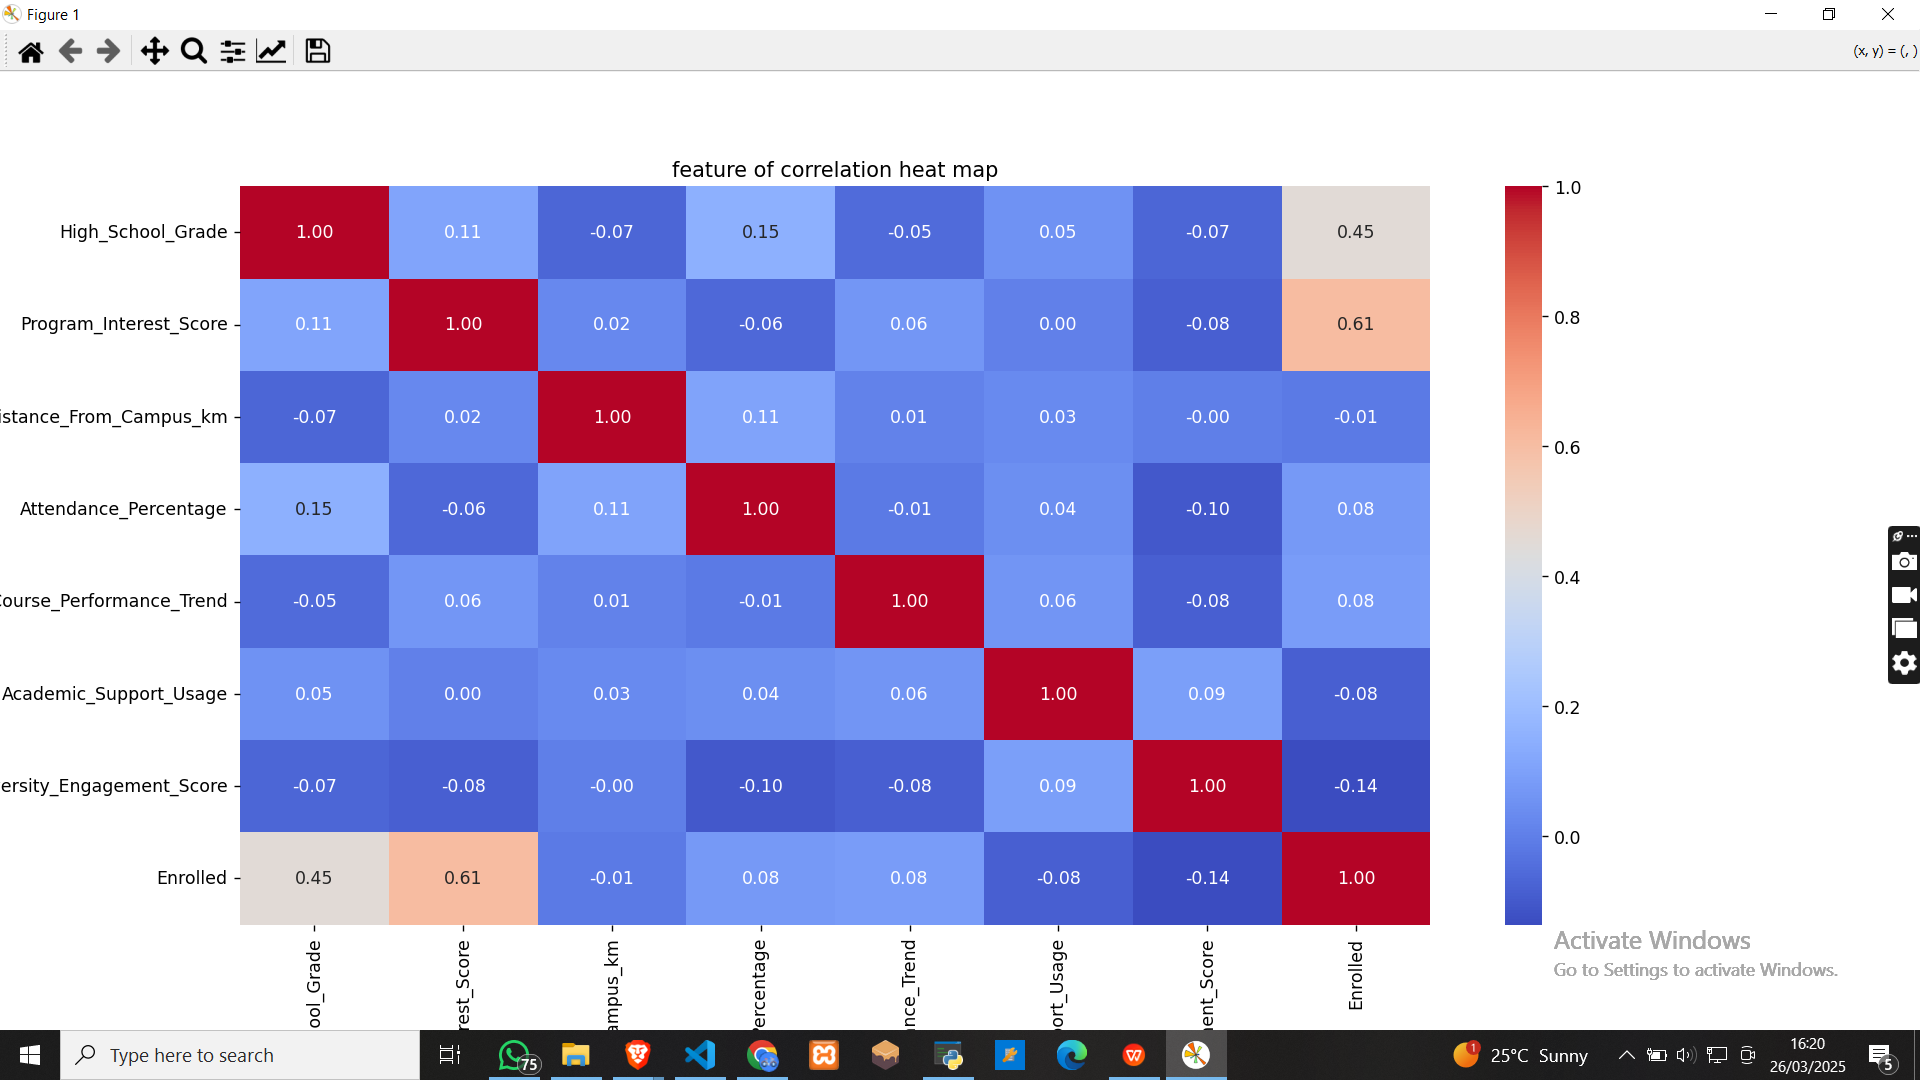 Figure 1
(x, y) = (, )
feature of correlation heat map
High_School_Grade 1.00 0.11 -0.07 0.15 -0.05 0.05 -0.07 0.45
Program_Interest_Score 0.11 1.00 0.02 -0.06 0.06 0.00 -0.08 0.61
istance_From_Campus_km -0.07 0.02 1.00 0.11 0.01 0.03 -0.00 -0.01
Attendance_Percentage 0.15 -0.06 0.11 1.00 -0.01 0.04 -0.10 0.08
Course_Performance_Trend -0.05 0.06 0.01 -0.01 1.00 0.06 -0.08 0.08
Academic_Support_Usage 0.05 0.00 0.03 0.04 0.06 1.00 0.09 -0.08
ersity_Engagement_Score -0.07 -0.08 -0.00 -0.10 -0.08 0.09 1.00 -0.14
Enrolled 0.45 0.61 -0.01 0.08 0.08 -0.08 -0.14 1.00
ool_Grade
rest_Score
ampus_km
Percentage
nce_Trend
ort_Usage
ent_Score
Enrolled
1.0
0.8
0.6
0.4
0.2
0.0
Activate Windows
Go to Settings to activate Windows.
Type here to search
75
1
25°C Sunny
16:20
26/03/2025
5